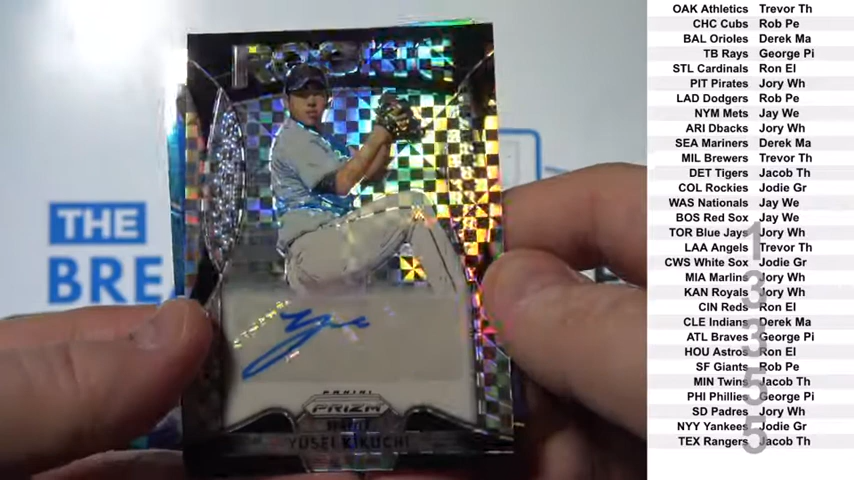 ROOKIE
THE
BRE
PANINI
PRIZM
YUSEI KIKUCHI
OAK Athletics Trevor Th
CHC Cubs Rob Pe
BAL Orioles Derek Ma
TB Rays George Pi
STL Cardinals Ron El
PIT Pirates Jory Wh
LAD Dodgers Rob Pe
NYM Mets Jay We
ARI Dbacks Jory Wh
SEA Mariners Derek Ma
MIL Brewers Trevor Th
DET Tigers Jacob Th
COL Rockies Jodie Gr
WAS Nationals Jay We
BOS Red Sox Jay We
TOR Blue Jays Jory Wh
LAA Angels Trevor Th
CWS White Sox Jodie Gr
MIA Marlins Jory Wh
KAN Royals Jory Wh
CIN Reds Ron El
CLE Indians Derek Ma
ATL Braves George Pi
HOU Astros Ron El
SF Giants Rob Pe
MIN Twins Jacob Th
PHI Phillies George Pi
SD Padres Jory Wh
NYY Yankees Jodie Gr
TEX Rangers Jacob Th